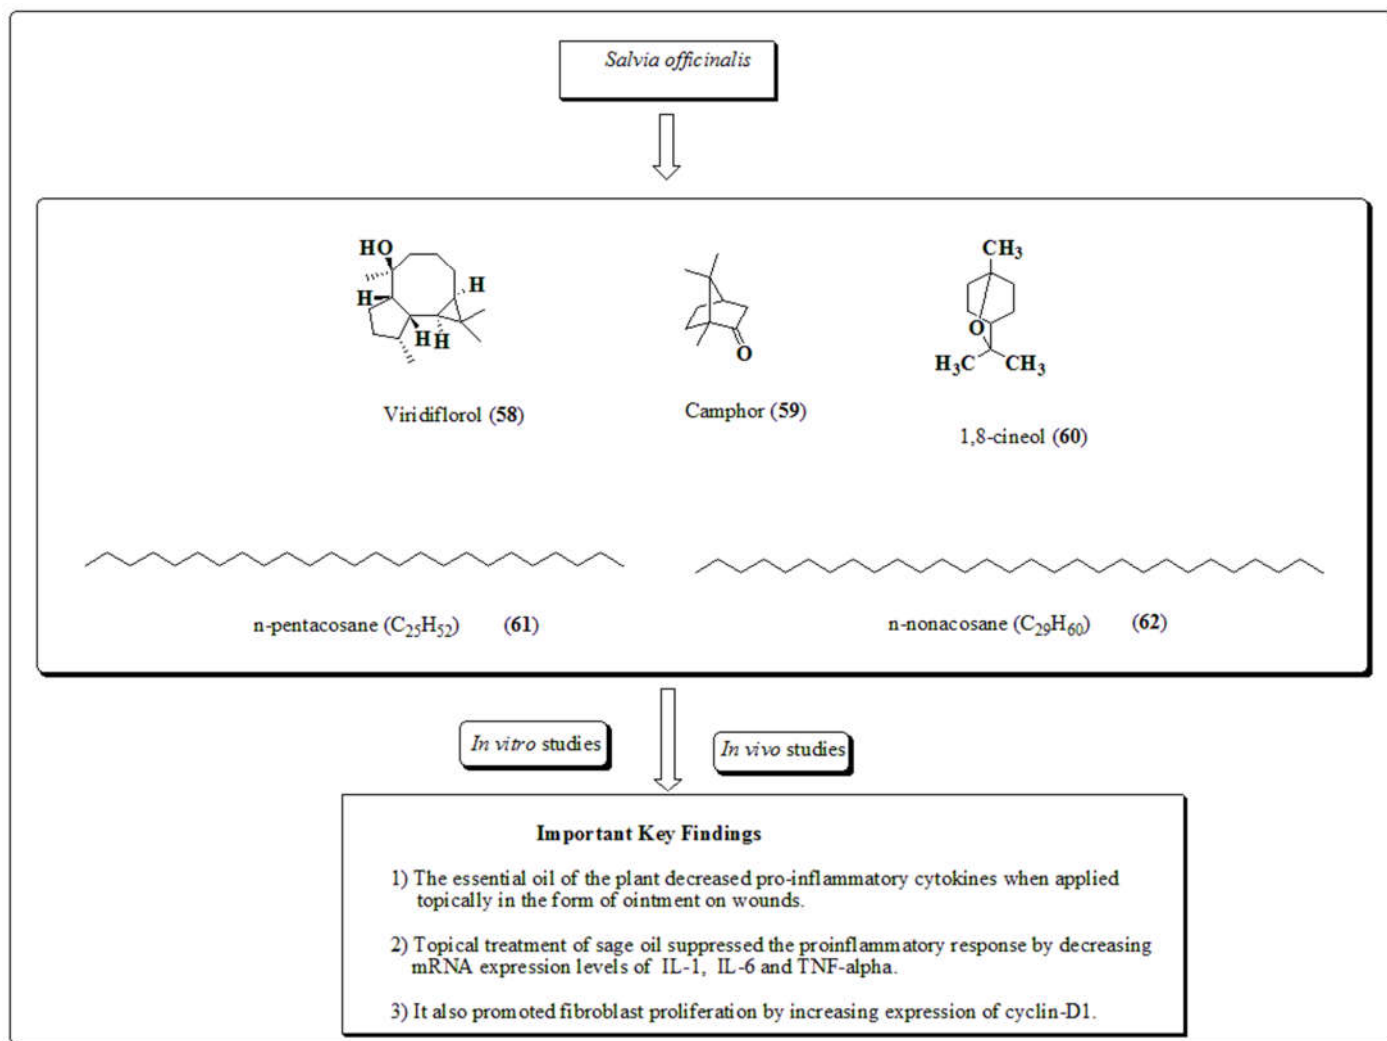 Salvia officinalis
HO
H
H
H H
Viridiflorol (58)
O
Camphor (59)
CH3
O
H3C CH3
1,8-cineol (60)
n-pentacosane (C25H52) (61)
n-nonacosane (C29H60) (62)
In vitro studies
In vivo studies
Important Key Findings
1) The essential oil of the plant decreased pro-inflammatory cytokines when applied
topically in the form of ointment on wounds.
2) Topical treatment of sage oil suppressed the proinflammatory response by decreasing
mRNA expression levels of IL-1, IL-6 and TNF-alpha.
3) It also promoted fibroblast proliferation by increasing expression of cyclin-D1.